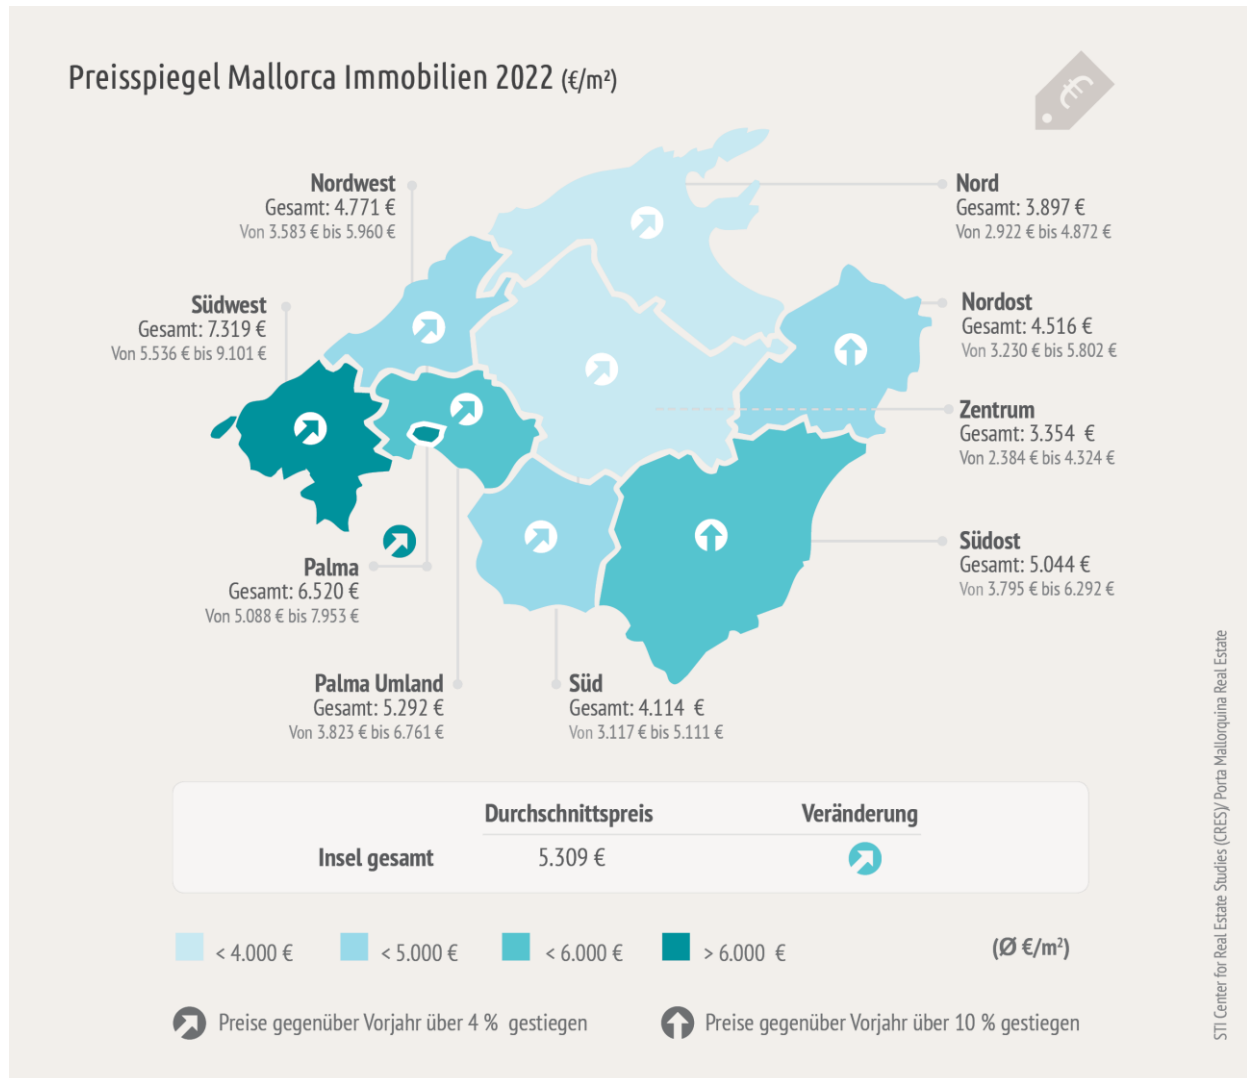 Preisspiegel Mallorca Immobilien 2022 (€/m²)
€
Nordwest
Gesamt: 4.771 €
Von 3.583 € bis 5.960 €
Nord
Gesamt: 3.897 €
Von 2.922 € bis 4.872 €
Südwest
Gesamt: 7.319 €
Von 5.536 € bis 9.101 €
Nordost
Gesamt: 4.516 €
Von 3.230 € bis 5.802 €
Zentrum
Gesamt: 3.354 €
Von 2.384 € bis 4.324 €
Südost
Gesamt: 5.044 €
Von 3.795 € bis 6.292 €
Palma
Gesamt: 6.520 €
Von 5.088 € bis 7.953 €
Palma Umland
Gesamt: 5.292 €
Von 3.823 € bis 6.761 €
Süd
Gesamt: 4.114 €
Von 3.117 € bis 5.111 €
Durchschnittspreis Veränderung
Insel gesamt 5.309 €
< 4.000 € < 5.000 € < 6.000 € > 6.000 € (Ø €/m²)
Preise gegenüber Vorjahr über 4 % gestiegen Preise gegenüber Vorjahr über 10 % gestiegen
STI Center for Real Estate Studies (CRES)/ Porta Mallorquina Real Estate